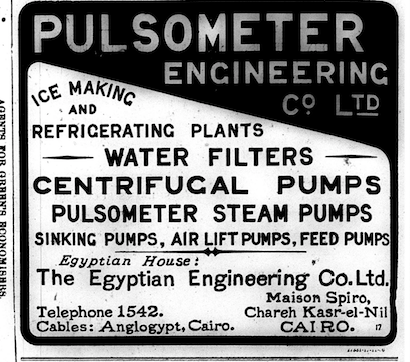 PULSOMETER
ENGINEERING
Co LTD
ICE MAKING
AND
REFRIGERATING PLANTS
WATER FILTERS
CENTRIFUGAL PUMPS
PULSOMETER STEAM PUMPS
SINKING PUMPS, AIR LIFT PUMPS, FEED PUMPS
Egyptian House:
The Egyptian Engineering Co. Ltd.
Maison Spiro,
Telephone 1542. Chareh Kasr-el-Nil
Cables: Anglogypt, Cairo. CAIRO. 17
AGENTS FOR GREEN'S ECONOMISERS.